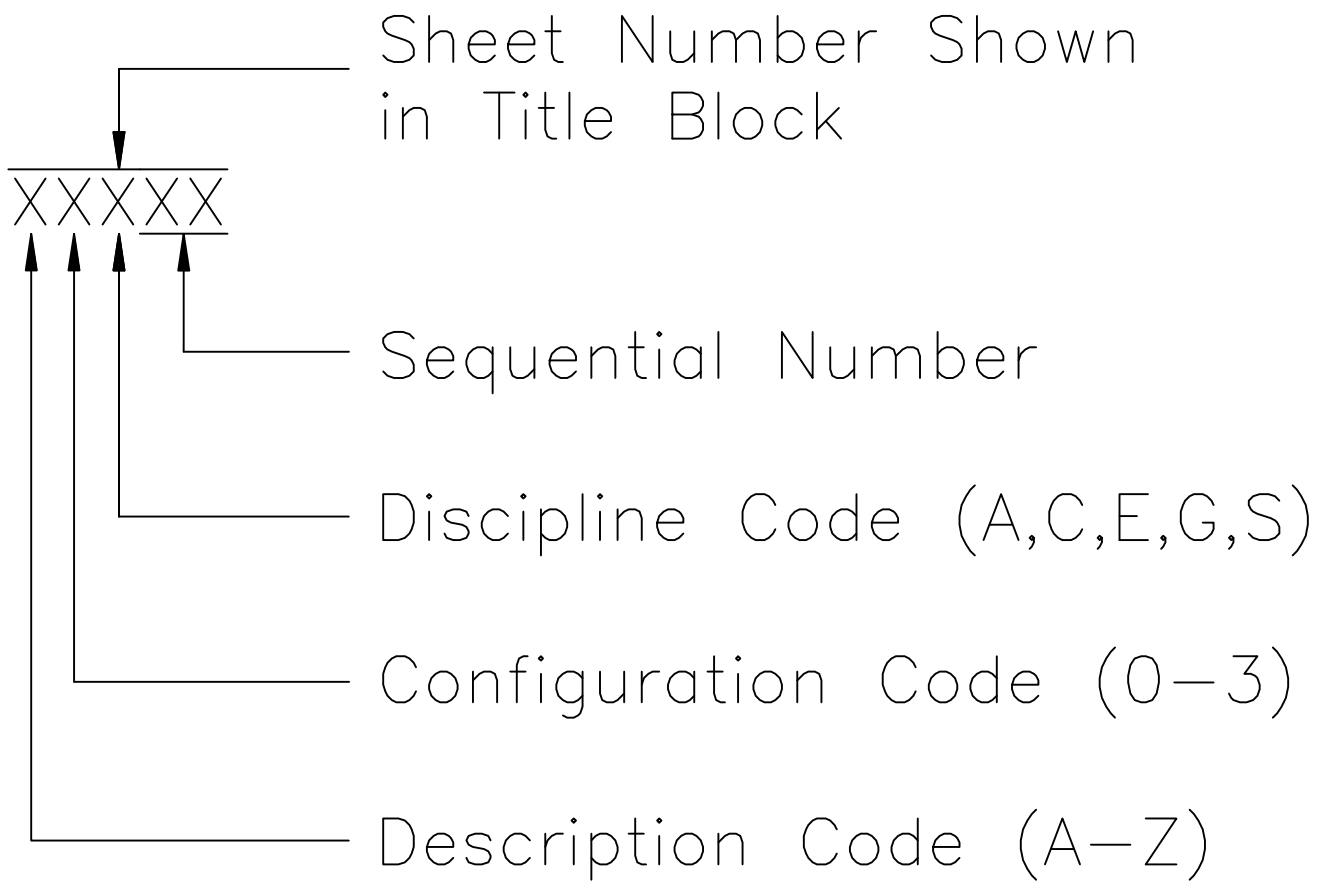 Sheet Number Shown
in Title Block
XXXXX
Sequential Number
Discipline Code (A,C,E,G,S)
Configuration Code (0-3)
Description Code (A-Z)